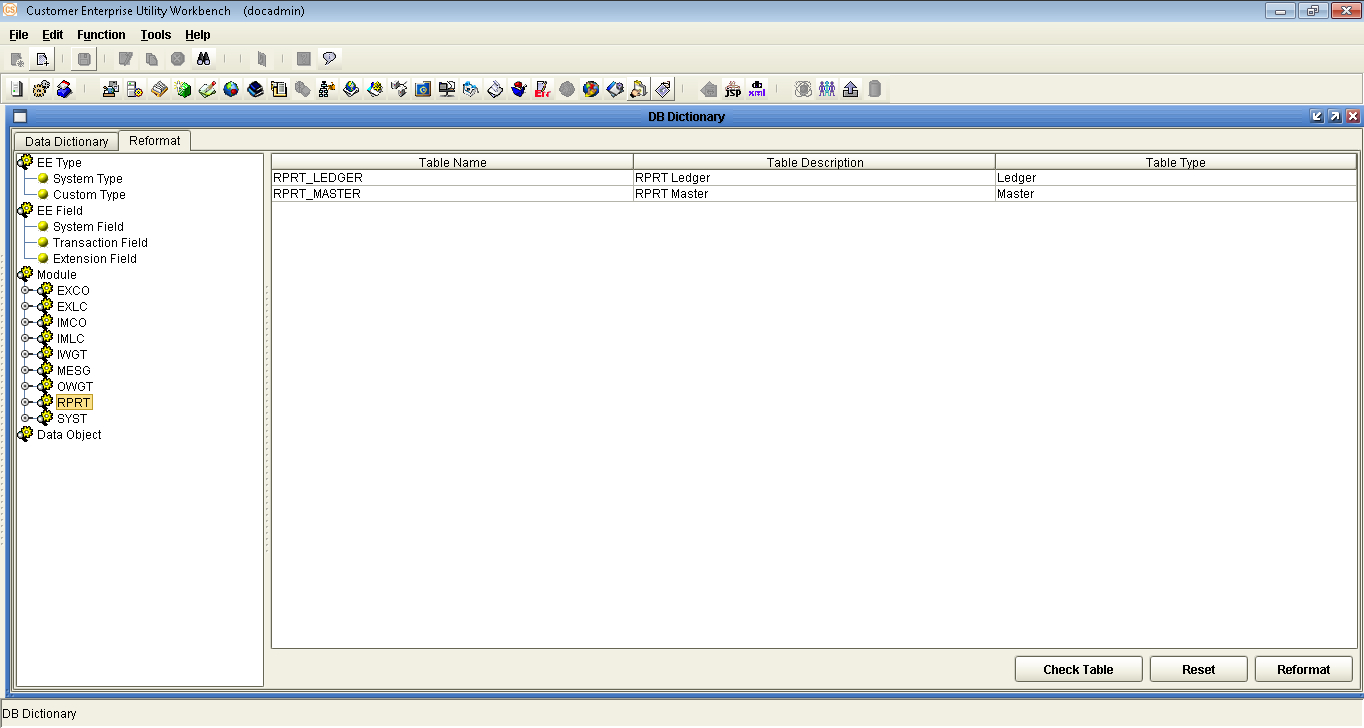 CS Customer Enterprise Utility Workbench (docadmin)
File Edit Function Tools Help
jsp xml
DB Dictionary
Data Dictionary Reformat
EE Type
System Type
Custom Type
EE Field
System Field
Transaction Field
Extension Field
Module
EXCO
EXLC
IMCO
IMLC
IWGT
MESG
OWGT
RPRT
SYST
Data Object
Table Name Table Description Table Type
RPRT_LEDGER RPRT Ledger Ledger
RPRT_MASTER RPRT Master Master
Check Table Reset Reformat
DB Dictionary